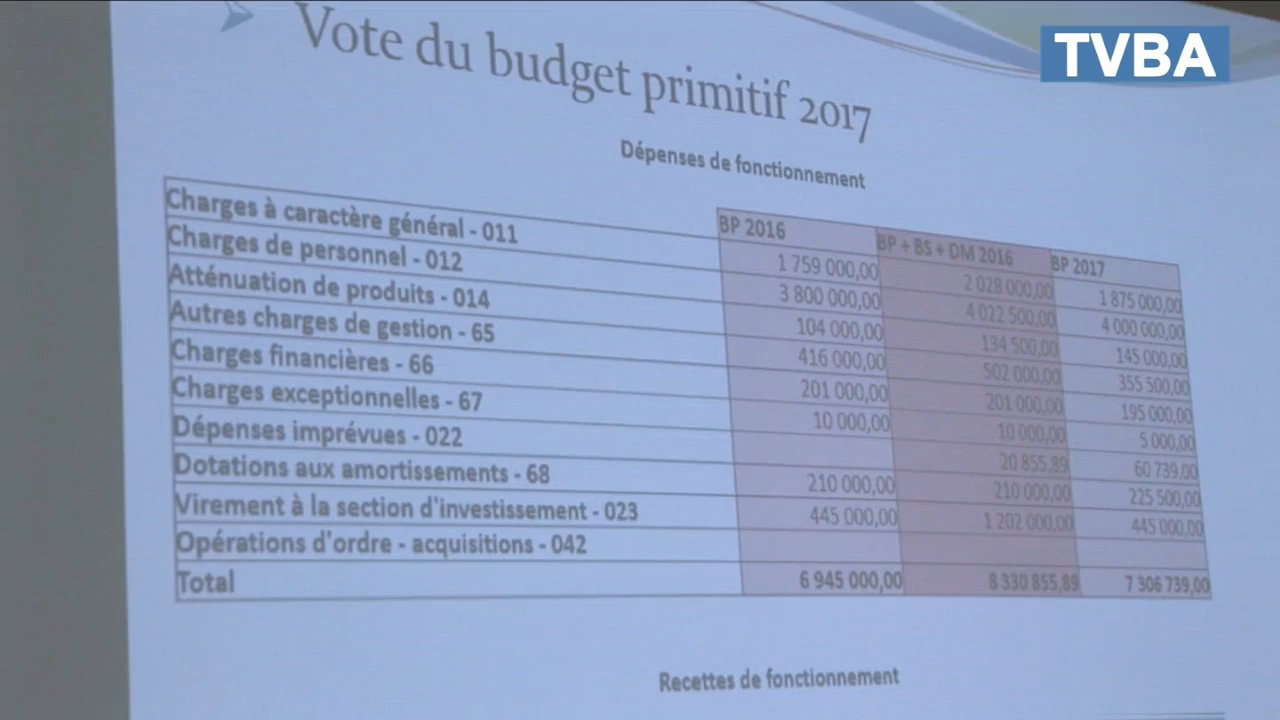 TVBA
Vote du budget primitif 2017
Dépenses de fonctionnement
BP 2016 BP + BS + DM 2016 BP 2017
Charges à caractère général - 011 1 759 000,00 2 028 000,00 1 875 000,00
Charges de personnel - 012 3 800 000,00 4 022 500,00 4 000 000,00
Atténuation de produits - 014 104 000,00 134 500,00 145 000,00
Autres charges de gestion - 65 416 000,00 502 000,00 355 500,00
Charges financières - 66 201 000,00 201 000,00 195 000,00
Charges exceptionnelles - 67 10 000,00 10 000,00 5 000,00
Dépenses imprévues - 022 20 855,89 60 739,00
Dotations aux amortissements - 68 210 000,00 210 000,00 225 500,00
Virement à la section d'investissement - 023 445 000,00 1 202 000,00 445 000,00
Opérations d'ordre - acquisitions - 042
Total 6 945 000,00 8 330 855,89 7 306 739,00
Recettes de fonctionnement